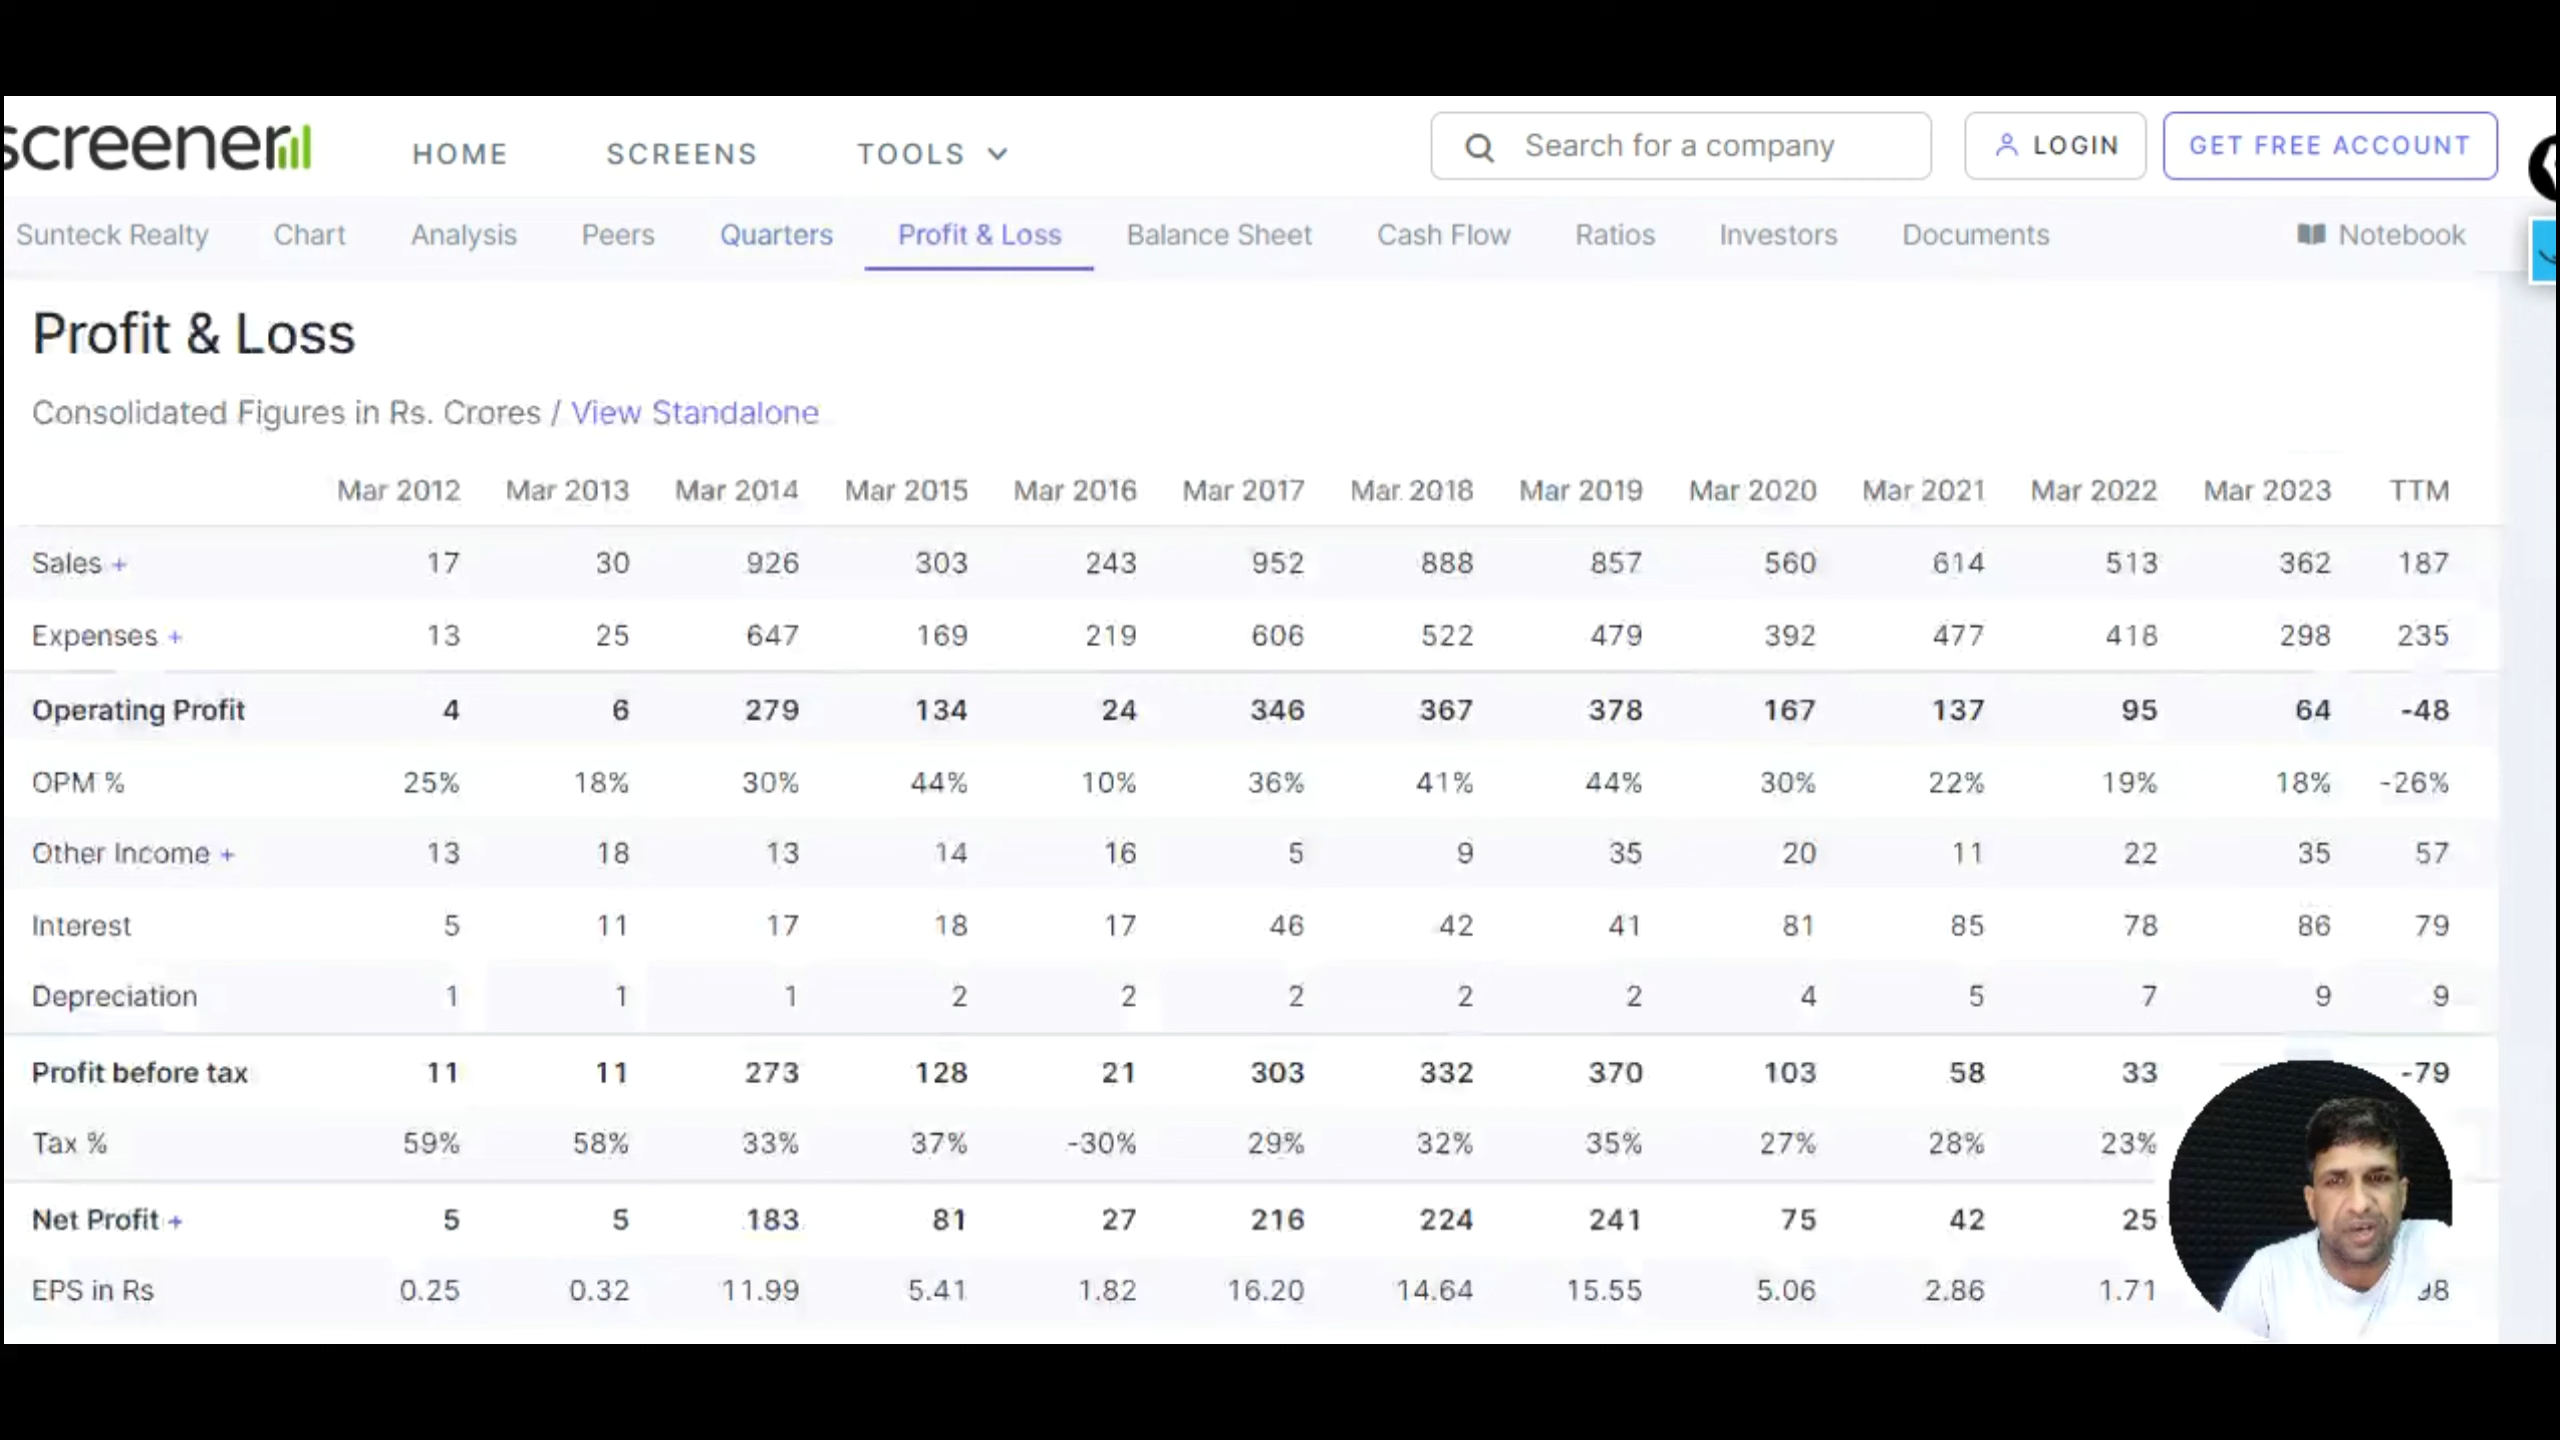 screener
HOME SCREENS TOOLS Search for a company LOGIN GET FREE ACCOUNT
Sunteck Realty Chart Analysis Peers Quarters Profit & Loss Balance Sheet Cash Flow Ratios Investors Documents Notebook
Profit & Loss
Consolidated Figures in Rs. Crores / View Standalone
Mar 2012 Mar 2013 Mar 2014 Mar 2015 Mar 2016 Mar 2017 Mar 2018 Mar 2019 Mar 2020 Mar 2021 Mar 2022 Mar 2023 TTM
Sales + 17 30 926 303 243 952 888 857 560 614 513 362 187
Expenses + 13 25 647 169 219 606 522 479 392 477 418 298 235
Operating Profit 4 6 279 134 24 346 367 378 167 137 95 64 -48
OPM % 25% 18% 30% 44% 10% 36% 41% 44% 30% 22% 19% 18% -26%
Other Income + 13 18 13 14 16 5 9 35 20 11 22 35 57
Interest 5 11 17 18 17 46 42 41 81 85 78 86 79
Depreciation 1 1 1 2 2 2 2 2 4 5 7 9 9
Profit before tax 11 11 273 128 21 303 332 370 103 58 33 -79
Tax % 59% 58% 33% 37% -30% 29% 32% 35% 27% 28% 23%
Net Profit + 5 5 183 81 27 216 224 241 75 42 25
EPS in Rs 0.25 0.32 11.99 5.41 1.82 16.20 14.64 15.55 5.06 2.86 1.71